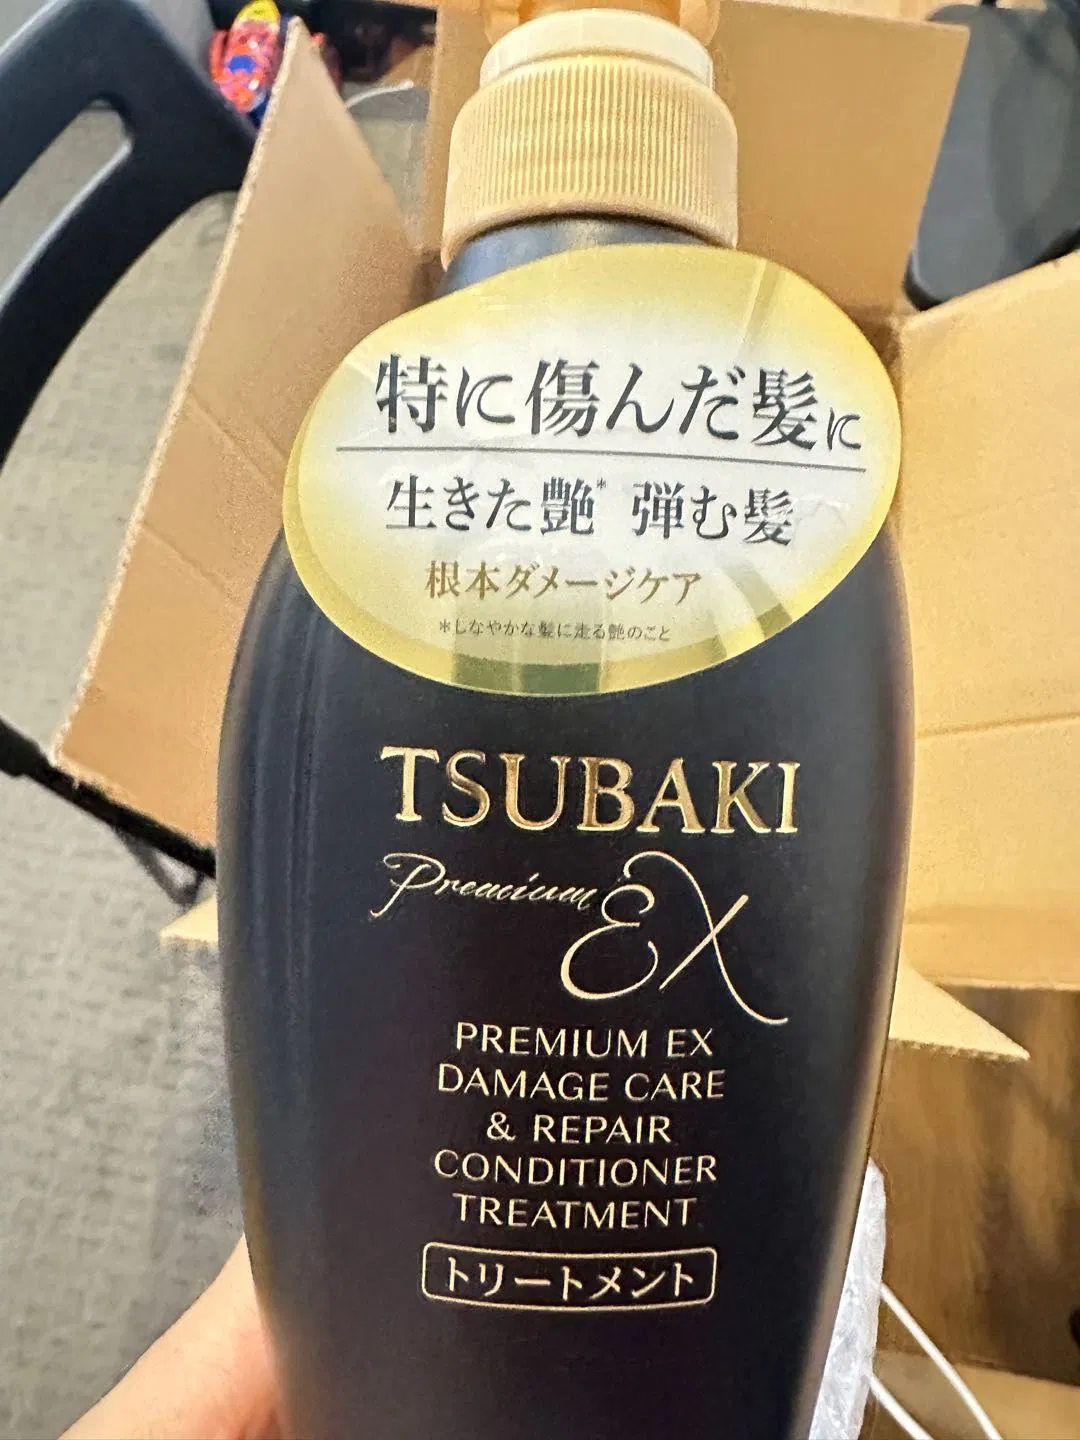 特に傷んだ髪に
生きた艶* 弾む髪
根本ダメージケア
*しなやかな髪に走る艶のこと
TSUBAKI
Premium EX
PREMIUM EX
DAMAGE CARE
& REPAIR
CONDITIONER
TREATMENT
トリートメント